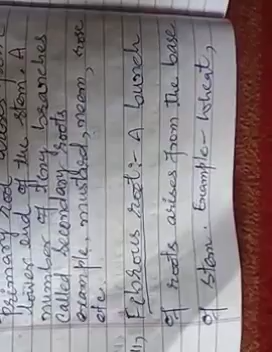 primary root arises from
lower end of the stem. A
number of tiny branches
called secondary roots
example, mustard, neem, rose
etc.
ii, Fibrous root:- A bunch
of roots arises from the base
of stem. Example- wheat,